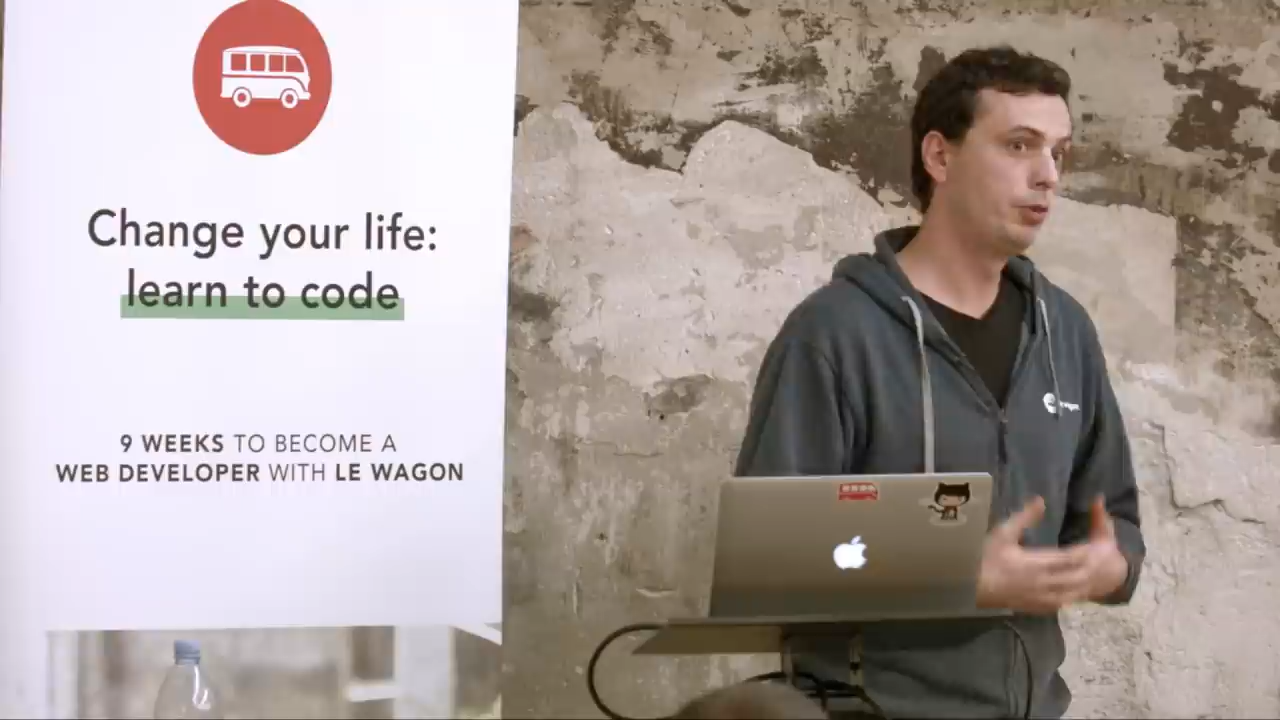 Change your life:
learn to code
9 WEEKS TO BECOME A
WEB DEVELOPER WITH LE WAGON